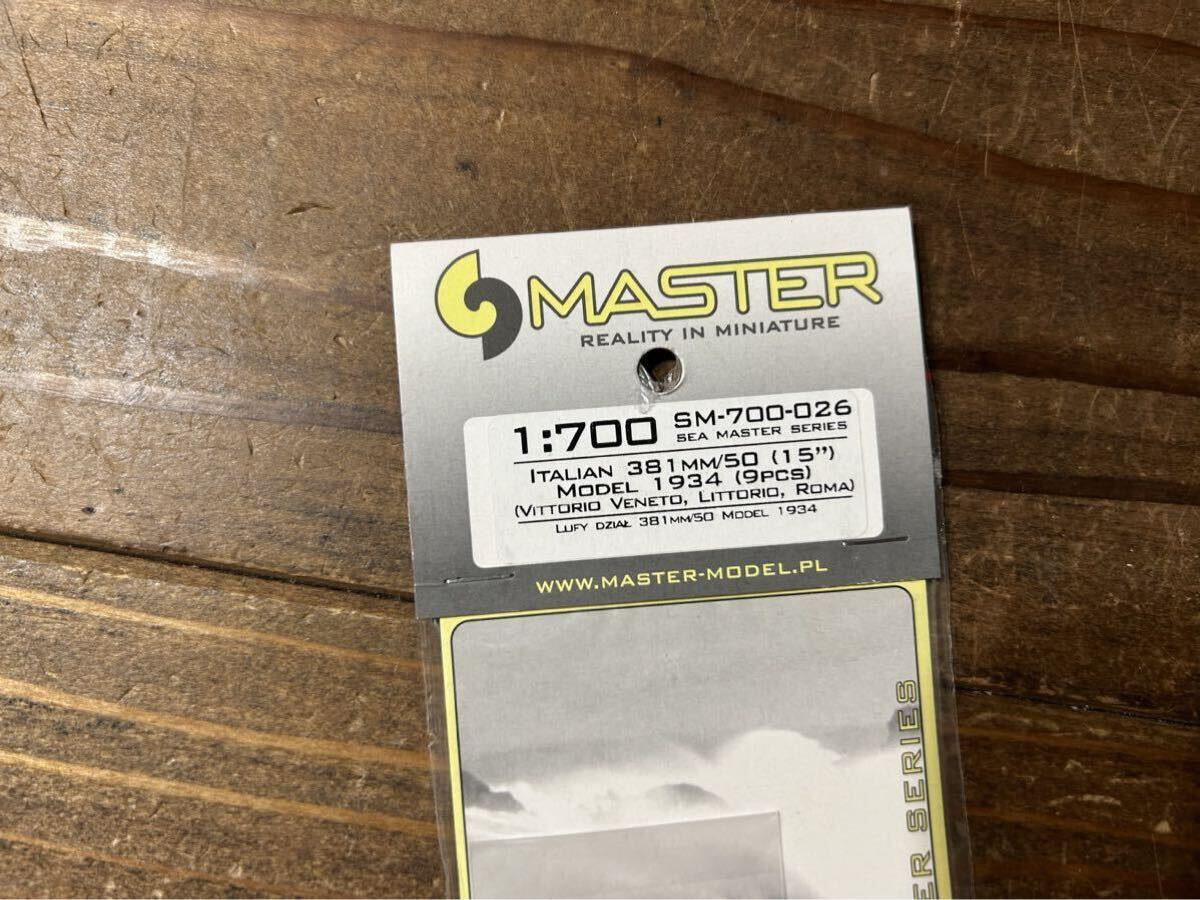 MASTER
REALITY IN MINIATURE
1:700 SM-700-026
SEA MASTER SERIES
ITALIAN 381MM/50 (15”)
MODEL 1934 (9PCS)
(VITTORIO VENETO, LITTORIO, ROMA)
LUFY DZIAŁ 381MM/50 MODEL 1934
WWW.MASTER-MODEL.PL
ER SERIES